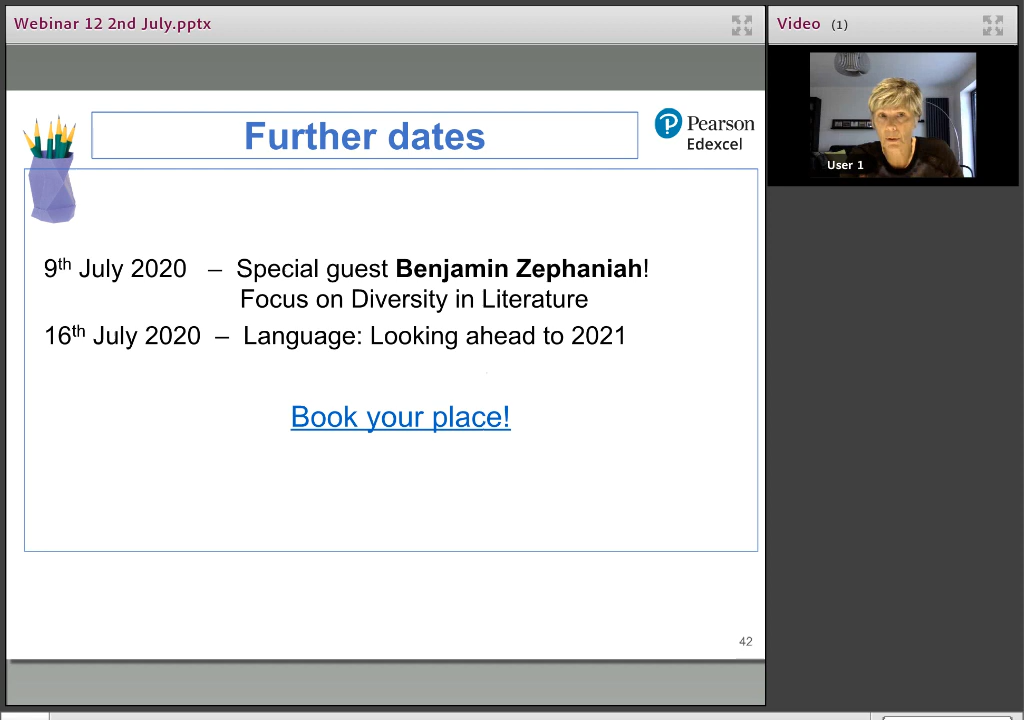 Webinar 12 2nd July.pptx
Video (1)
Further dates
Pearson
Edexcel
User 1
9th July 2020 – Special guest Benjamin Zephaniah!
Focus on Diversity in Literature
16th July 2020 – Language: Looking ahead to 2021
Book your place!
42